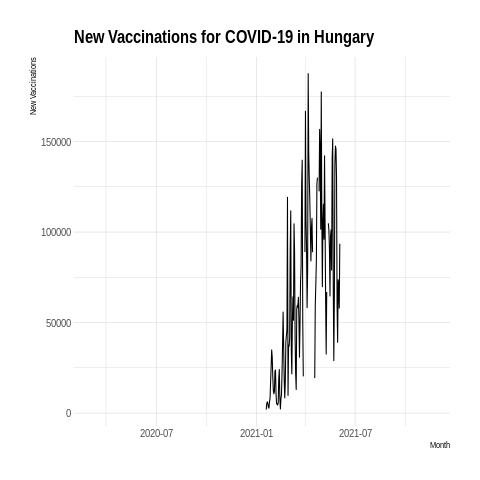 New Vaccinations for COVID-19 in Hungary
New Vaccinations
150000
100000
50000
0
2020-07 2021-01 2021-07
Month